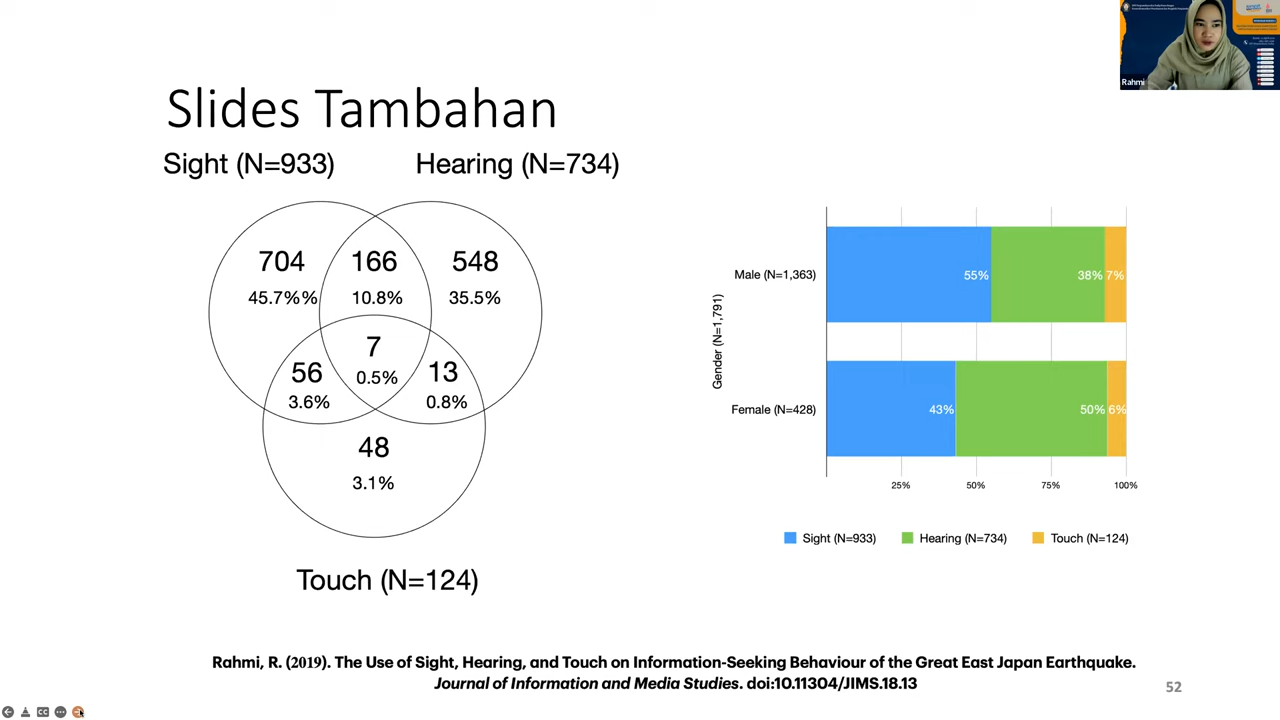 Rahmi
Slides Tambahan
Sight (N=933)
Hearing (N=734)
704
45.7%%
166
10.8%
548
35.5%
7
0.5%
56
3.6%
13
0.8%
48
3.1%
Touch (N=124)
Gender (N=1,791)
Male (N=1,363)
55%
38%
7%
Female (N=428)
43%
50%
6%
25%
50%
75%
100%
Sight (N=933)
Hearing (N=734)
Touch (N=124)
Rahmi, R. (2019). The Use of Sight, Hearing, and Touch on Information-Seeking Behaviour of the Great East Japan Earthquake.
Journal of Information and Media Studies. doi:10.11304/JIMS.18.13
52